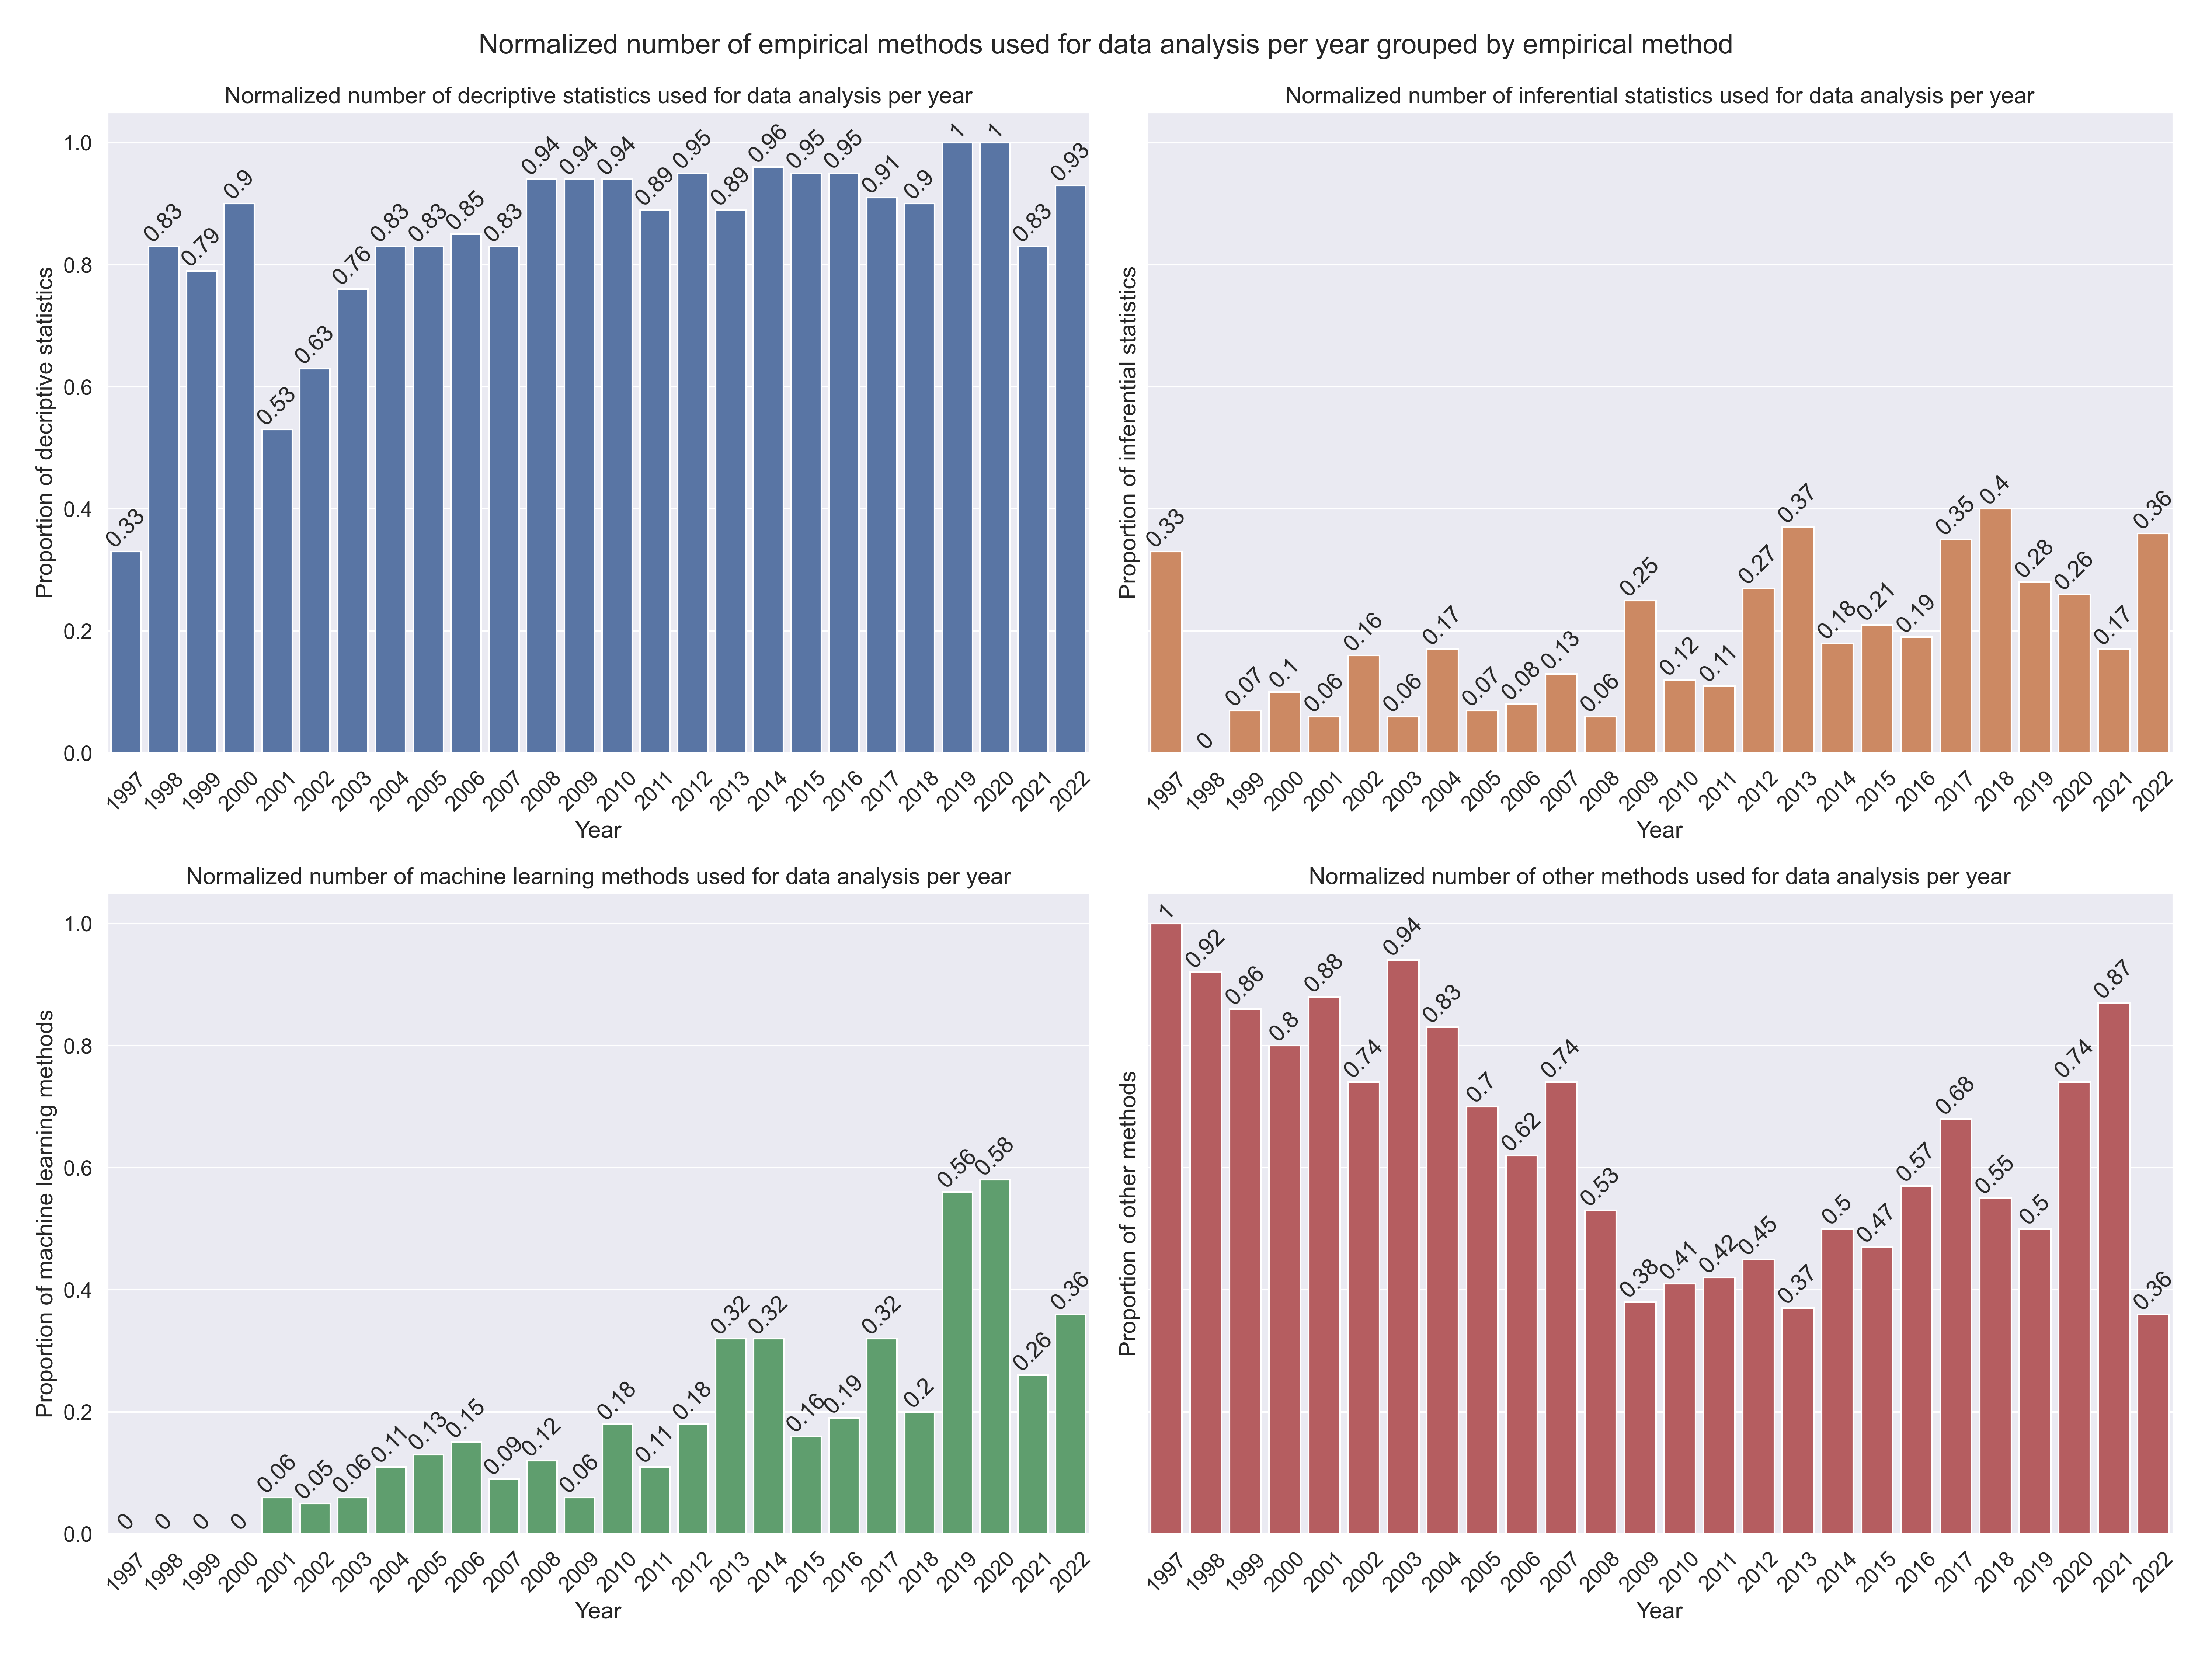 Normalized number of empirical methods used for data analysis per year grouped by empirical method
Normalized number of decriptive statistics used for data analysis per year
Proportion of decriptive statistics
1.0
0.8
0.6
0.4
0.2
0.0
0.33 0.83 0.79 0.9 0.53 0.63 0.76 0.83 0.83 0.85 0.83 0.94 0.94 0.94 0.89 0.95 0.89 0.96 0.95 0.95 0.91 0.9 1 1 0.83 0.93
1997 1998 1999 2000 2001 2002 2003 2004 2005 2006 2007 2008 2009 2010 2011 2012 2013 2014 2015 2016 2017 2018 2019 2020 2021 2022
Year
Normalized number of inferential statistics used for data analysis per year
Proportion of inferential statistics
0.33 0 0.07 0.1 0.06 0.16 0.06 0.17 0.07 0.08 0.13 0.06 0.25 0.12 0.11 0.27 0.37 0.18 0.21 0.19 0.35 0.4 0.28 0.26 0.17 0.36
1997 1998 1999 2000 2001 2002 2003 2004 2005 2006 2007 2008 2009 2010 2011 2012 2013 2014 2015 2016 2017 2018 2019 2020 2021 2022
Year
Normalized number of machine learning methods used for data analysis per year
Proportion of machine learning methods
1.0
0.8
0.6
0.4
0.2
0.0
0 0 0 0 0.06 0.05 0.06 0.11 0.13 0.15 0.09 0.12 0.06 0.18 0.11 0.18 0.32 0.32 0.16 0.19 0.32 0.2 0.56 0.58 0.26 0.36
1997 1998 1999 2000 2001 2002 2003 2004 2005 2006 2007 2008 2009 2010 2011 2012 2013 2014 2015 2016 2017 2018 2019 2020 2021 2022
Year
Normalized number of other methods used for data analysis per year
Proportion of other methods
1 0.92 0.86 0.8 0.88 0.74 0.94 0.83 0.7 0.62 0.74 0.53 0.38 0.41 0.42 0.45 0.37 0.5 0.47 0.57 0.68 0.55 0.5 0.74 0.87 0.36
1997 1998 1999 2000 2001 2002 2003 2004 2005 2006 2007 2008 2009 2010 2011 2012 2013 2014 2015 2016 2017 2018 2019 2020 2021 2022
Year